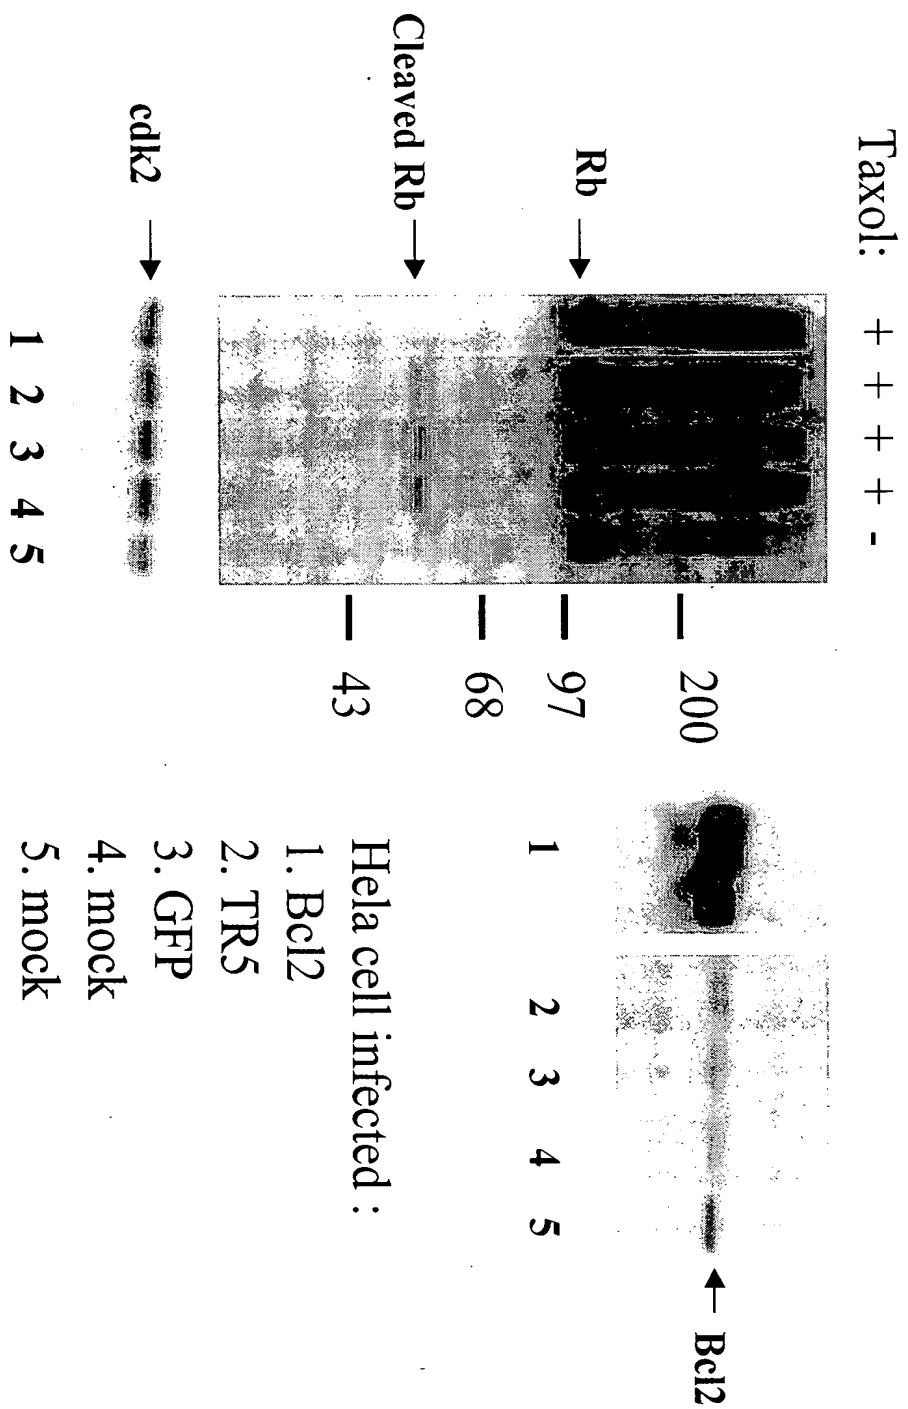 Taxol: + + + + -
Rb
Cleaved Rb
cdk2
1 2 3 4 5
200
97
68
43
Bcl2
1 2 3 4 5
Hela cell infected :
1. Bcl2
2. TR5
3. GFP
4. mock
5. mock